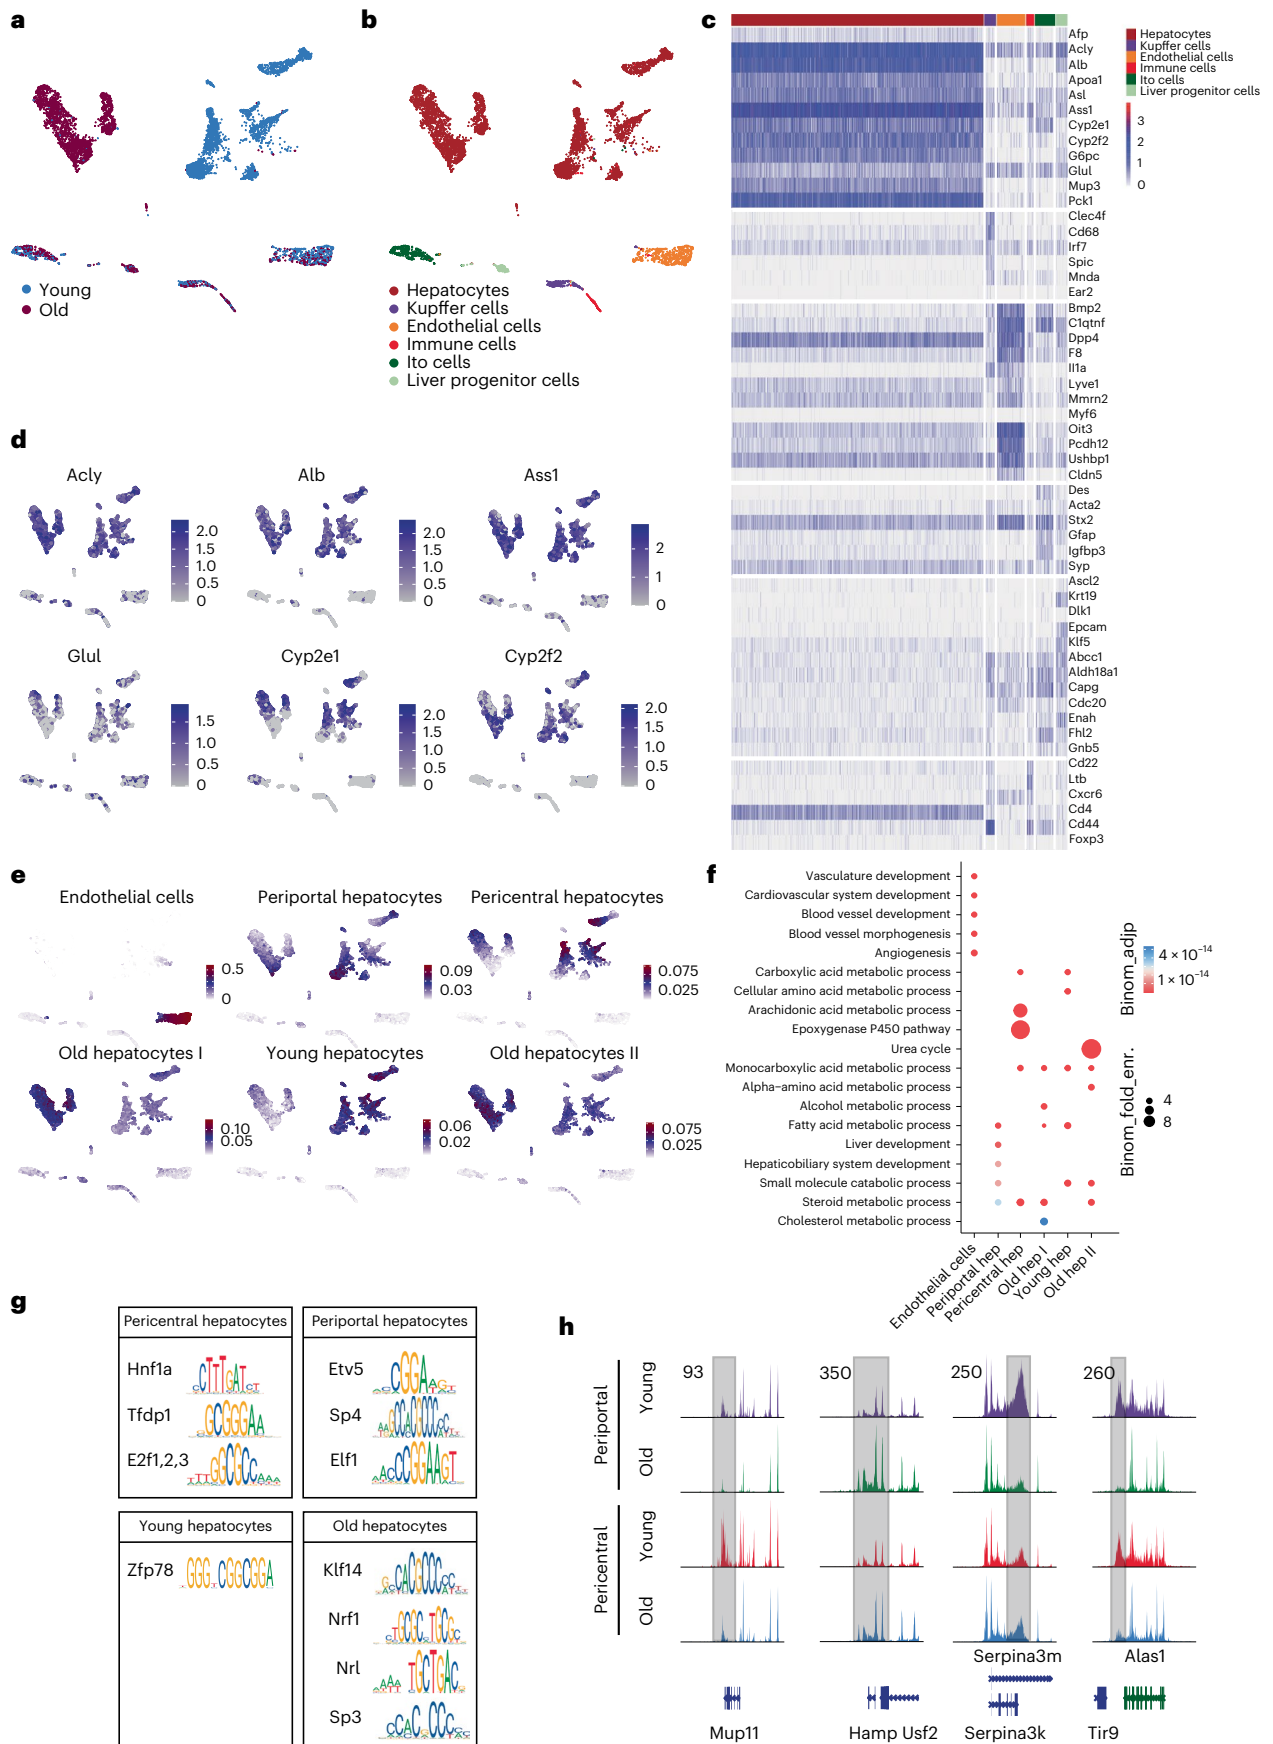 a
Young
Old
b
Hepatocytes
Kupffer cells
Endothelial cells
Immune cells
Ito cells
Liver progenitor cells
c
Afp
Acly
Alb
Apoa1
Asl
Ass1
Cyp2e1
Cyp2f2
G6pc
Glul
Mup3
Pck1
Clec4f
Cd68
Irf7
Spic
Mnda
Ear2
Bmp2
C1qtnf
Dpp4
F8
Il1a
Lyve1
Mmrn2
Myf6
Oit3
Pcdh12
Ushbp1
Cldn5
Des
Acta2
Stx2
Gfap
Igfbp3
Syp
Ascl2
Krt19
Dlk1
Epcam
Klf5
Abcc1
Aldh18a1
Capg
Cdc20
Enah
Fhl2
Gnb5
Cd22
Ltb
Cxcr6
Cd4
Cd44
Foxp3
Hepatocytes
Kupffer cells
Endothelial cells
Immune cells
Ito cells
Liver progenitor cells
3
2
1
0
d
Acly
2.0
1.5
1.0
0.5
0
Alb
2.0
1.5
1.0
0.5
0
Ass1
2
1
0
Glul
1.5
1.0
0.5
0
Cyp2e1
2.0
1.5
1.0
0.5
0
Cyp2f2
2.0
1.5
1.0
0.5
0
e
Endothelial cells
0.5
0
Periportal hepatocytes
0.09
0.03
Pericentral hepatocytes
0.075
0.025
Old hepatocytes I
0.10
0.05
Young hepatocytes
0.06
0.02
Old hepatocytes II
0.075
0.025
f
Vasculature development
Cardiovascular system development
Blood vessel development
Blood vessel morphogenesis
Angiogenesis
Carboxylic acid metabolic process
Cellular amino acid metabolic process
Arachidonic acid metabolic process
Epoxygenase P450 pathway
Urea cycle
Monocarboxylic acid metabolic process
Alpha-amino acid metabolic process
Alcohol metabolic process
Fatty acid metabolic process
Liver development
Hepaticobiliary system development
Small molecule catabolic process
Steroid metabolic process
Cholesterol metabolic process
Endothelial cells
Periportal hep
Pericentral hep
Old hep I
Young hep
Old hep II
Binom_adjp
4 × 10⁻¹⁴
1 × 10⁻¹⁴
Binom_fold_enr.
4
8
g
Pericentral hepatocytes
Hnf1a
Tfdp1
E2f1,2,3
Periportal hepatocytes
Etv5
Sp4
Elf1
Young hepatocytes
Zfp78
Old hepatocytes
Klf14
Nrf1
Nrl
Sp3
h
Periportal
Young
Old
Pericentral
Young
Old
93
350
250
260
Serpina3m
Alas1
Mup11
Hamp Usf2
Serpina3k
Tlr9